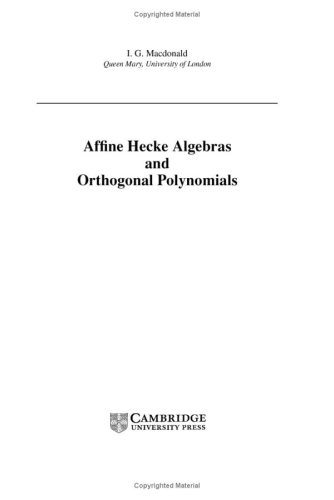 Copyrighted Material
I. G. Macdonald
Queen Mary, University of London
Affine Hecke Algebras
and
Orthogonal Polynomials
CAMBRIDGE
UNIVERSITY PRESS
Copyrighted Material